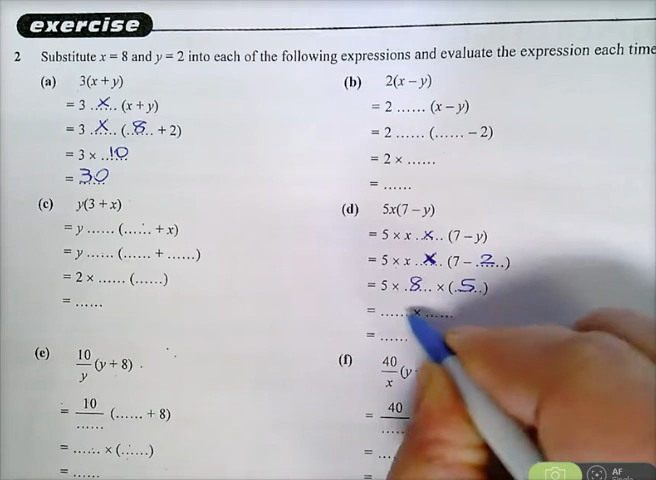 exercise
2 Substitute x = 8 and y = 2 into each of the following expressions and evaluate the expression each time
(a) 3(x + y)
= 3 ..×.. (x + y)
= 3 ..×.. (..8.. + 2)
= 3 × ..10
= 30
(b) 2(x − y)
= 2 ...... (x − y)
= 2 ...... (...... − 2)
= 2 × ......
= ......
(c) y(3 + x)
= y ...... (...... + x)
= y ...... (...... + ......)
= 2 × ...... (......)
= ......
(d) 5x(7 − y)
= 5 × x ..×.. (7 − y)
= 5 × x ..×.. (7 − ..2..)
= 5 × ..8.. × (..5..)
= ...... × ......
= ......
(e) 10/y (y + 8)
= 10/...... (...... + 8)
= ...... × (......)
= ......
(f) 40/x (y
= 40/.....
= ....
=
AF